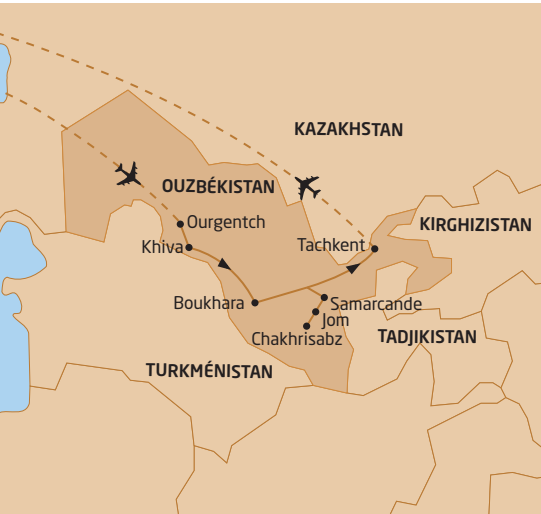 KAZAKHSTAN
OUZBÉKISTAN
Ourgentch
KIRGHIZISTAN
Khiva
Tachkent
Boukhara
Samarcande
Jom
Chakhrisabz
TADJIKISTAN
TURKMÉNISTAN